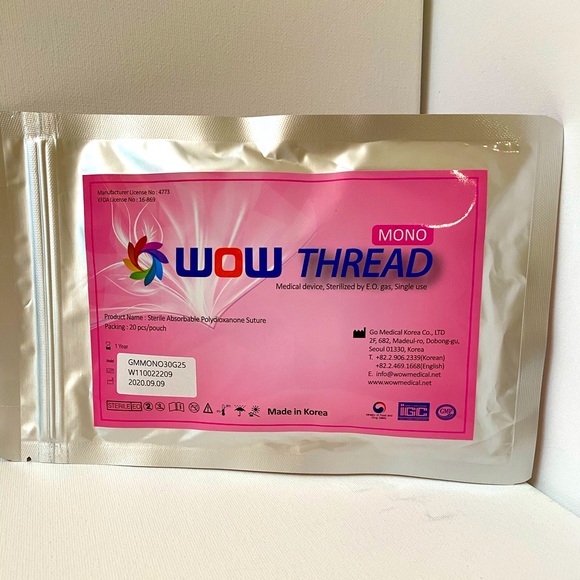 Manufacturer License No : 4773
KFDA License No : 16-869
MONO
WOW THREAD
Medical device, Sterilized by E.O. gas, Single use
Product Name : Sterile Absorbable Polydioxanone Suture
Packing : 20 pcs/pouch
1 Year
GMMONO30G25
W110022209
2020.09.09
Go Medical Korea Co., LTD
2F, 682, Madeul-ro, Dobong-gu,
Seoul 01330, Korea
T. +82.2.906.2339(Korean)
+82.2.469.1668(English)
E. info@wowmedical.net
www.wowmedical.net
STERILE EO
Made in Korea
IGC
GMP